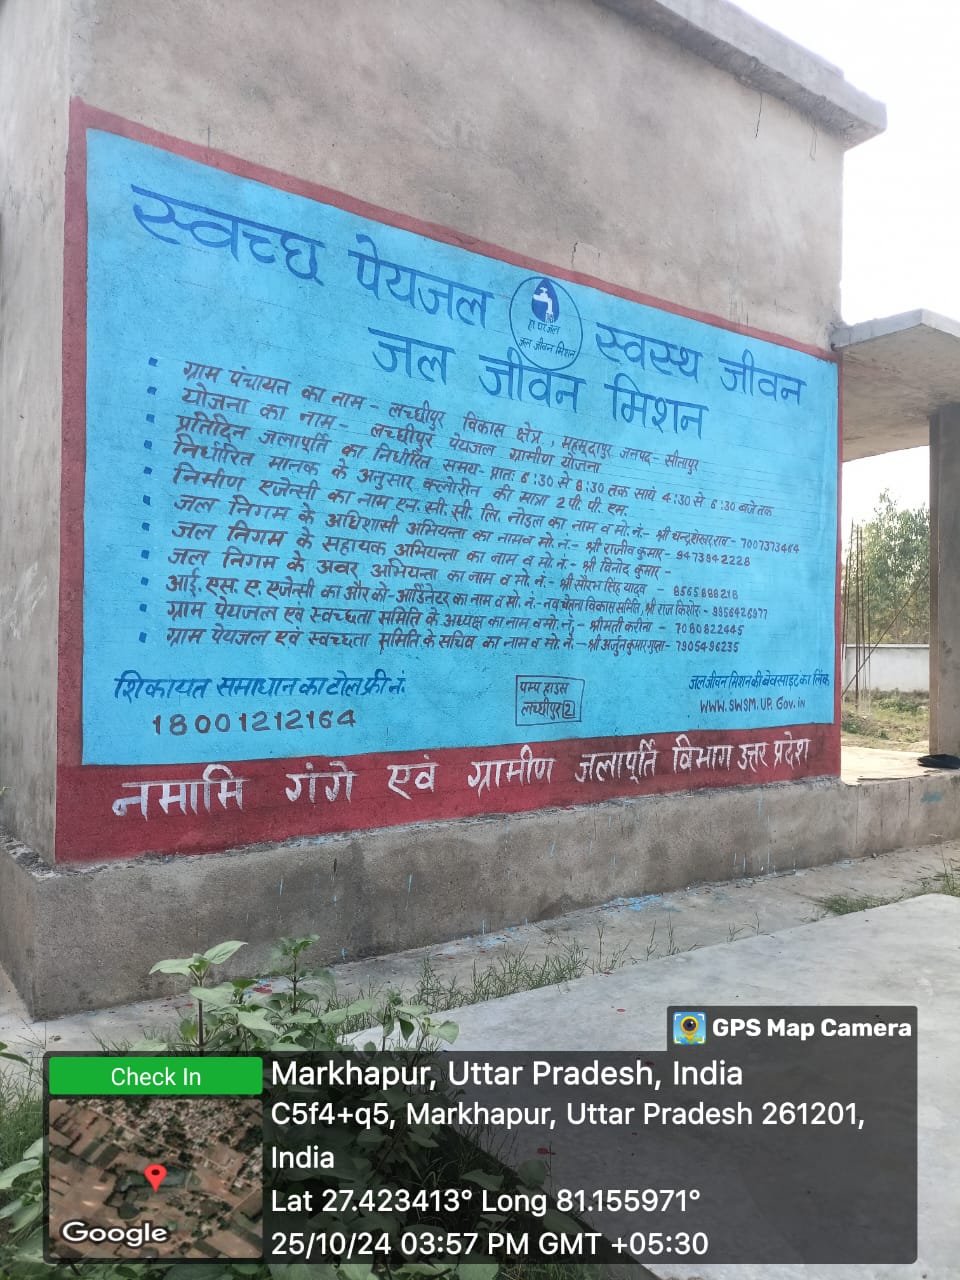 स्वच्छ पेयजल स्वस्थ जीवन
हर घर जल
जल जीवन मिशन
जल जीवन मिशन
ग्राम पंचायत का नाम - लच्छीपुर विकास क्षेत्र, महमूदापुर जनपद - सीतापुर
योजना का नाम - लच्छीपुर पेयजल ग्रामीण योजना
प्रतिदिन जलापूर्ति का निर्धारित समय - प्रातः 6:30 से 8:30 तक सायं 4:30 से 6:30 बजे तक
निर्धारित मानक के अनुसार क्लोरीन की मात्रा 2 पी. पी. एम.
निर्माण एजेन्सी का नाम एन. सी. सी. लि. नोडल का नाम व मो. नं. - श्री चन्द्रशेखर राव - 7007373464
जल निगम के अधिशासी अभियन्ता का नाम व मो. नं. - श्री राजीव कुमार - 9473942228
जल निगम के सहायक अभियन्ता का नाम व मो. नं. - श्री विनोद कुमार -
जल निगम के अवर अभियन्ता का नाम व मो. नं. - श्री सौरभ सिंह यादव - 8565888218
आई. एस. ए. एजेन्सी का और को-आर्डिनेटर का नाम व मो. नं. - नव चेतना विकास समिति, श्री राज किशोर - 9956426977
ग्राम पेयजल एवं स्वच्छता समिति के अध्यक्ष का नाम व मो. नं. - श्रीमती करीना - 7080822445
ग्राम पेयजल एवं स्वच्छता समिति के सचिव का नाम व मो. नं. - श्री अर्जुन कुमार गुप्ता - 7905496235
शिकायत समाधान का टोल फ्री नं.
18001212164
पम्प हाउस
लच्छीपुर 2
जल जीवन मिशन की बेवसाइट का लिंक
www.SWSM.UP.Gov.in
नमामि गंगे एवं ग्रामीण जलापूर्ति विभाग उत्तर प्रदेश
GPS Map Camera
Check In
Markhapur, Uttar Pradesh, India
C5f4+q5, Markhapur, Uttar Pradesh 261201,
India
Lat 27.423413° Long 81.155971°
25/10/24 03:57 PM GMT +05:30
Google